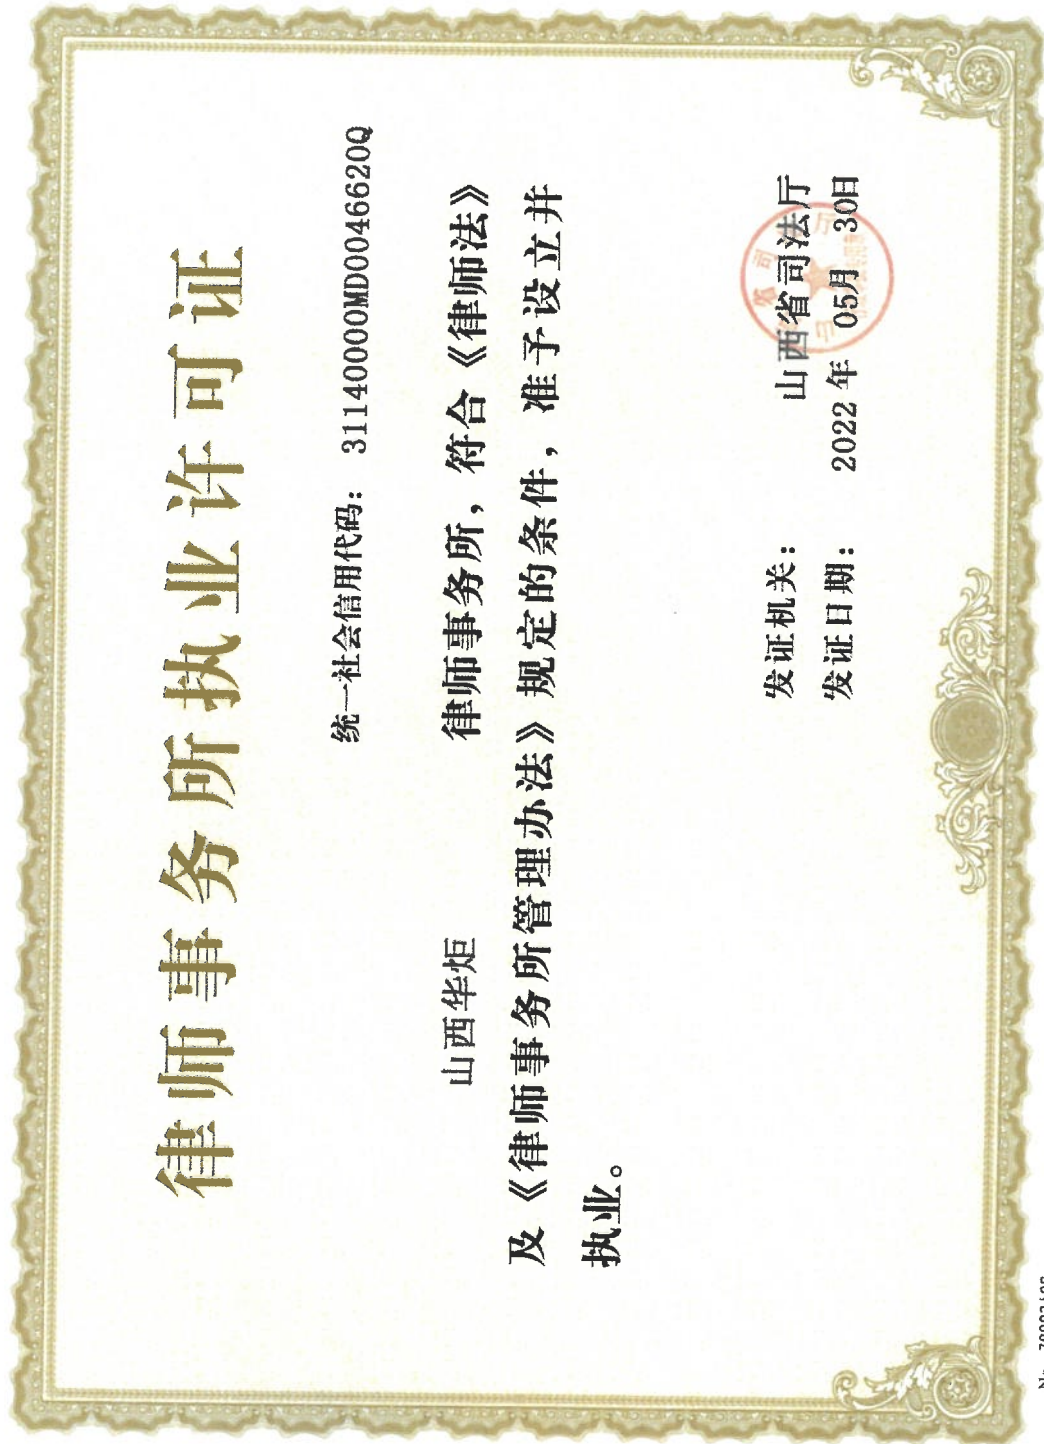 律师事务所执业许可证
统一社会信用代码： 31140000MD0046620Q
山西华炬 律师事务所，符合《律师法》
及《律师事务所管理办法》规定的条件，准予设立并
执业。
发证机关： 山西省司法厅
发证日期： 2022 年 05月 30日